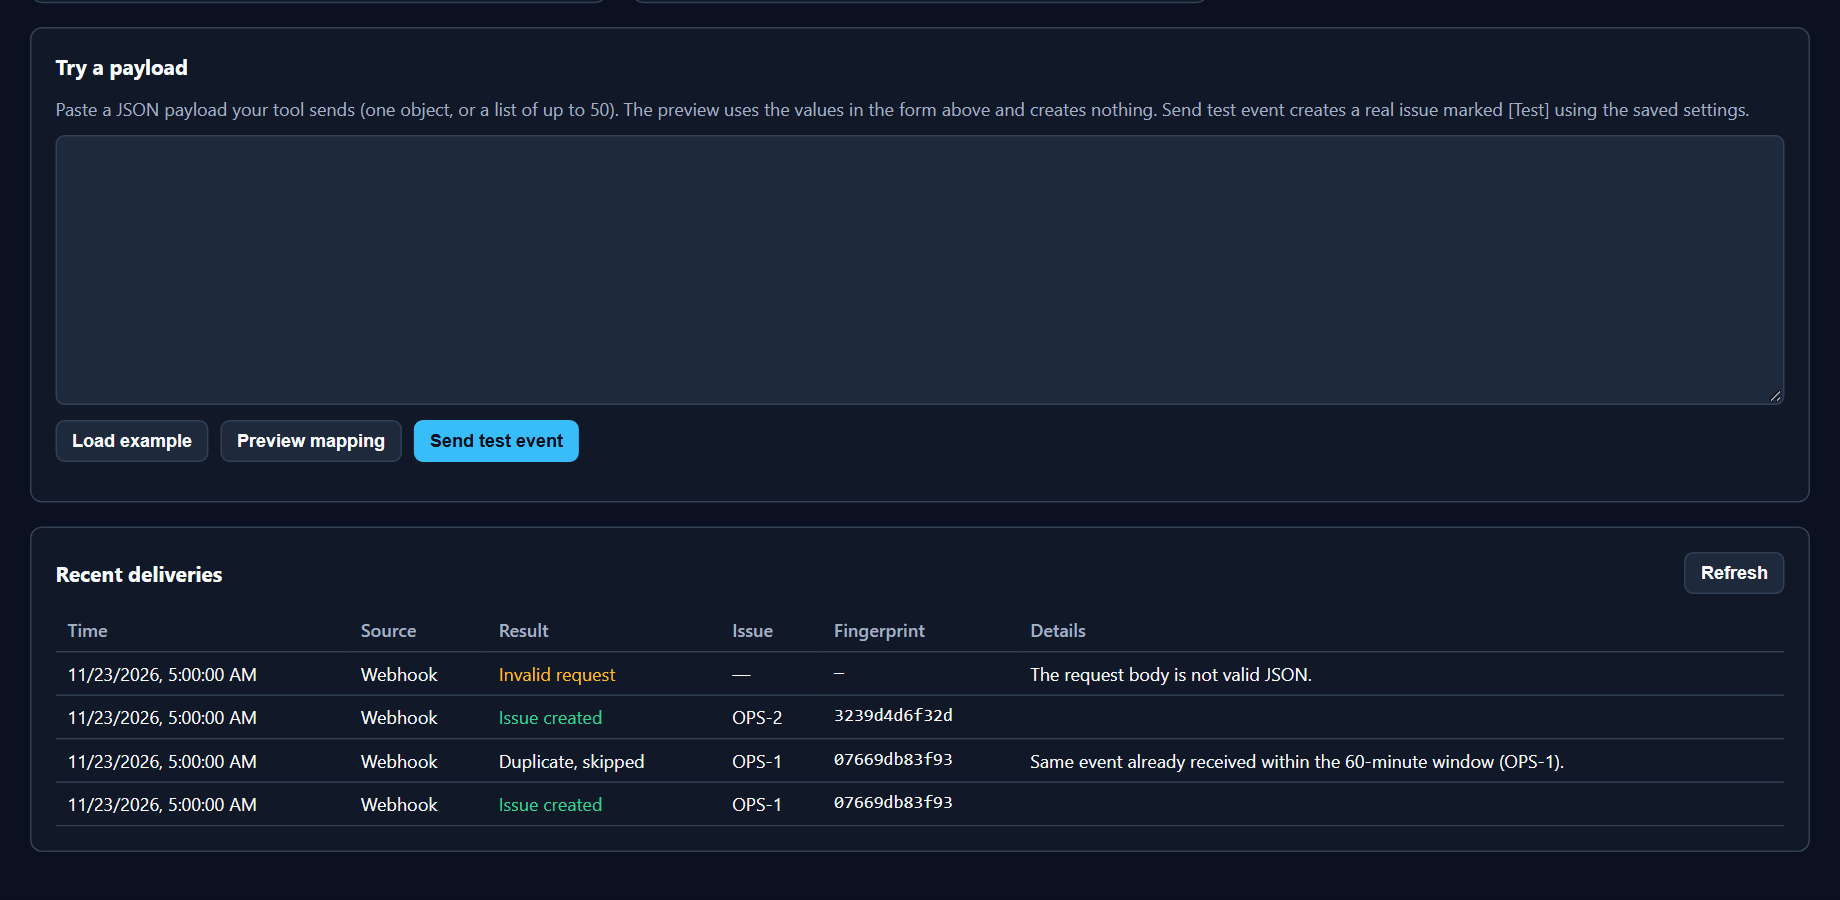 Try a payload
Paste a JSON payload your tool sends (one object, or a list of up to 50). The preview uses the values in the form above and creates nothing. Send test event creates a real issue marked [Test] using the saved settings.
Load example Preview mapping Send test event
Recent deliveries Refresh
Time Source Result Issue Fingerprint Details
11/23/2026, 5:00:00 AM Webhook Invalid request — – The request body is not valid JSON.
11/23/2026, 5:00:00 AM Webhook Issue created OPS-2 3239d4d6f32d
11/23/2026, 5:00:00 AM Webhook Duplicate, skipped OPS-1 07669db83f93 Same event already received within the 60-minute window (OPS-1).
11/23/2026, 5:00:00 AM Webhook Issue created OPS-1 07669db83f93